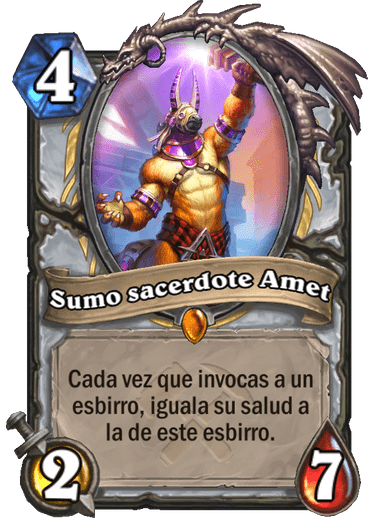 4
Sumo sacerdote Amet
Cada vez que invocas a un
esbirro, iguala su salud a
la de este esbirro.
2
7